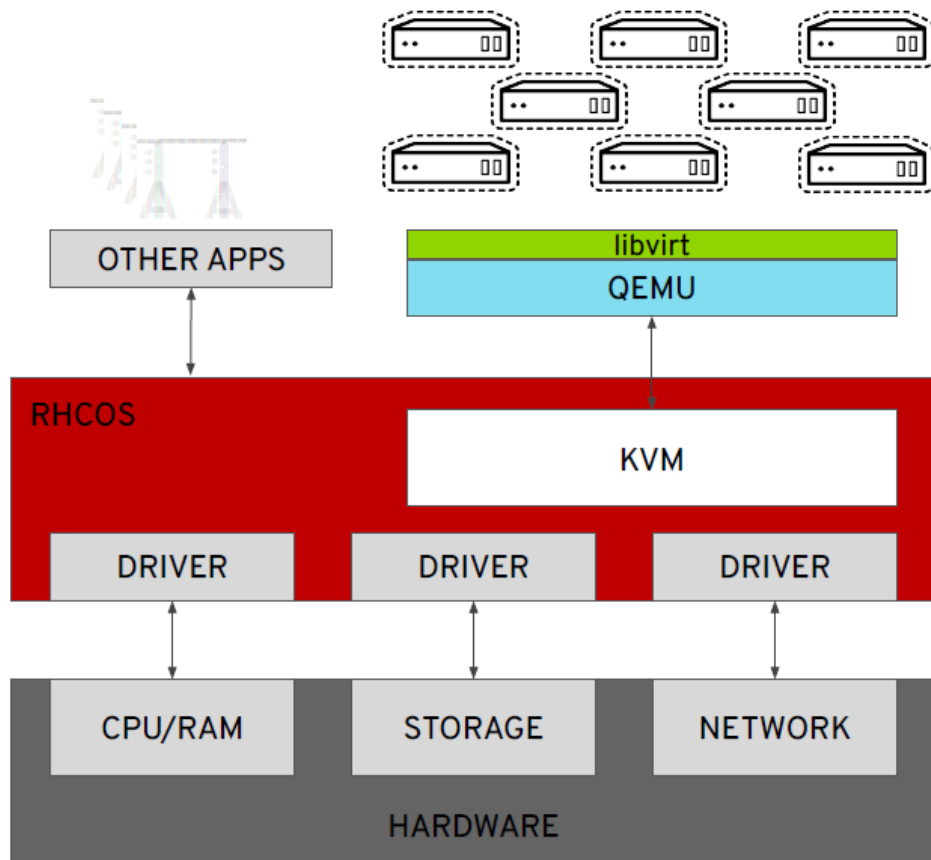 OTHER APPS
libvirt
QEMU
RHCOS
KVM
DRIVER
DRIVER
DRIVER
CPU/RAM
STORAGE
NETWORK
HARDWARE